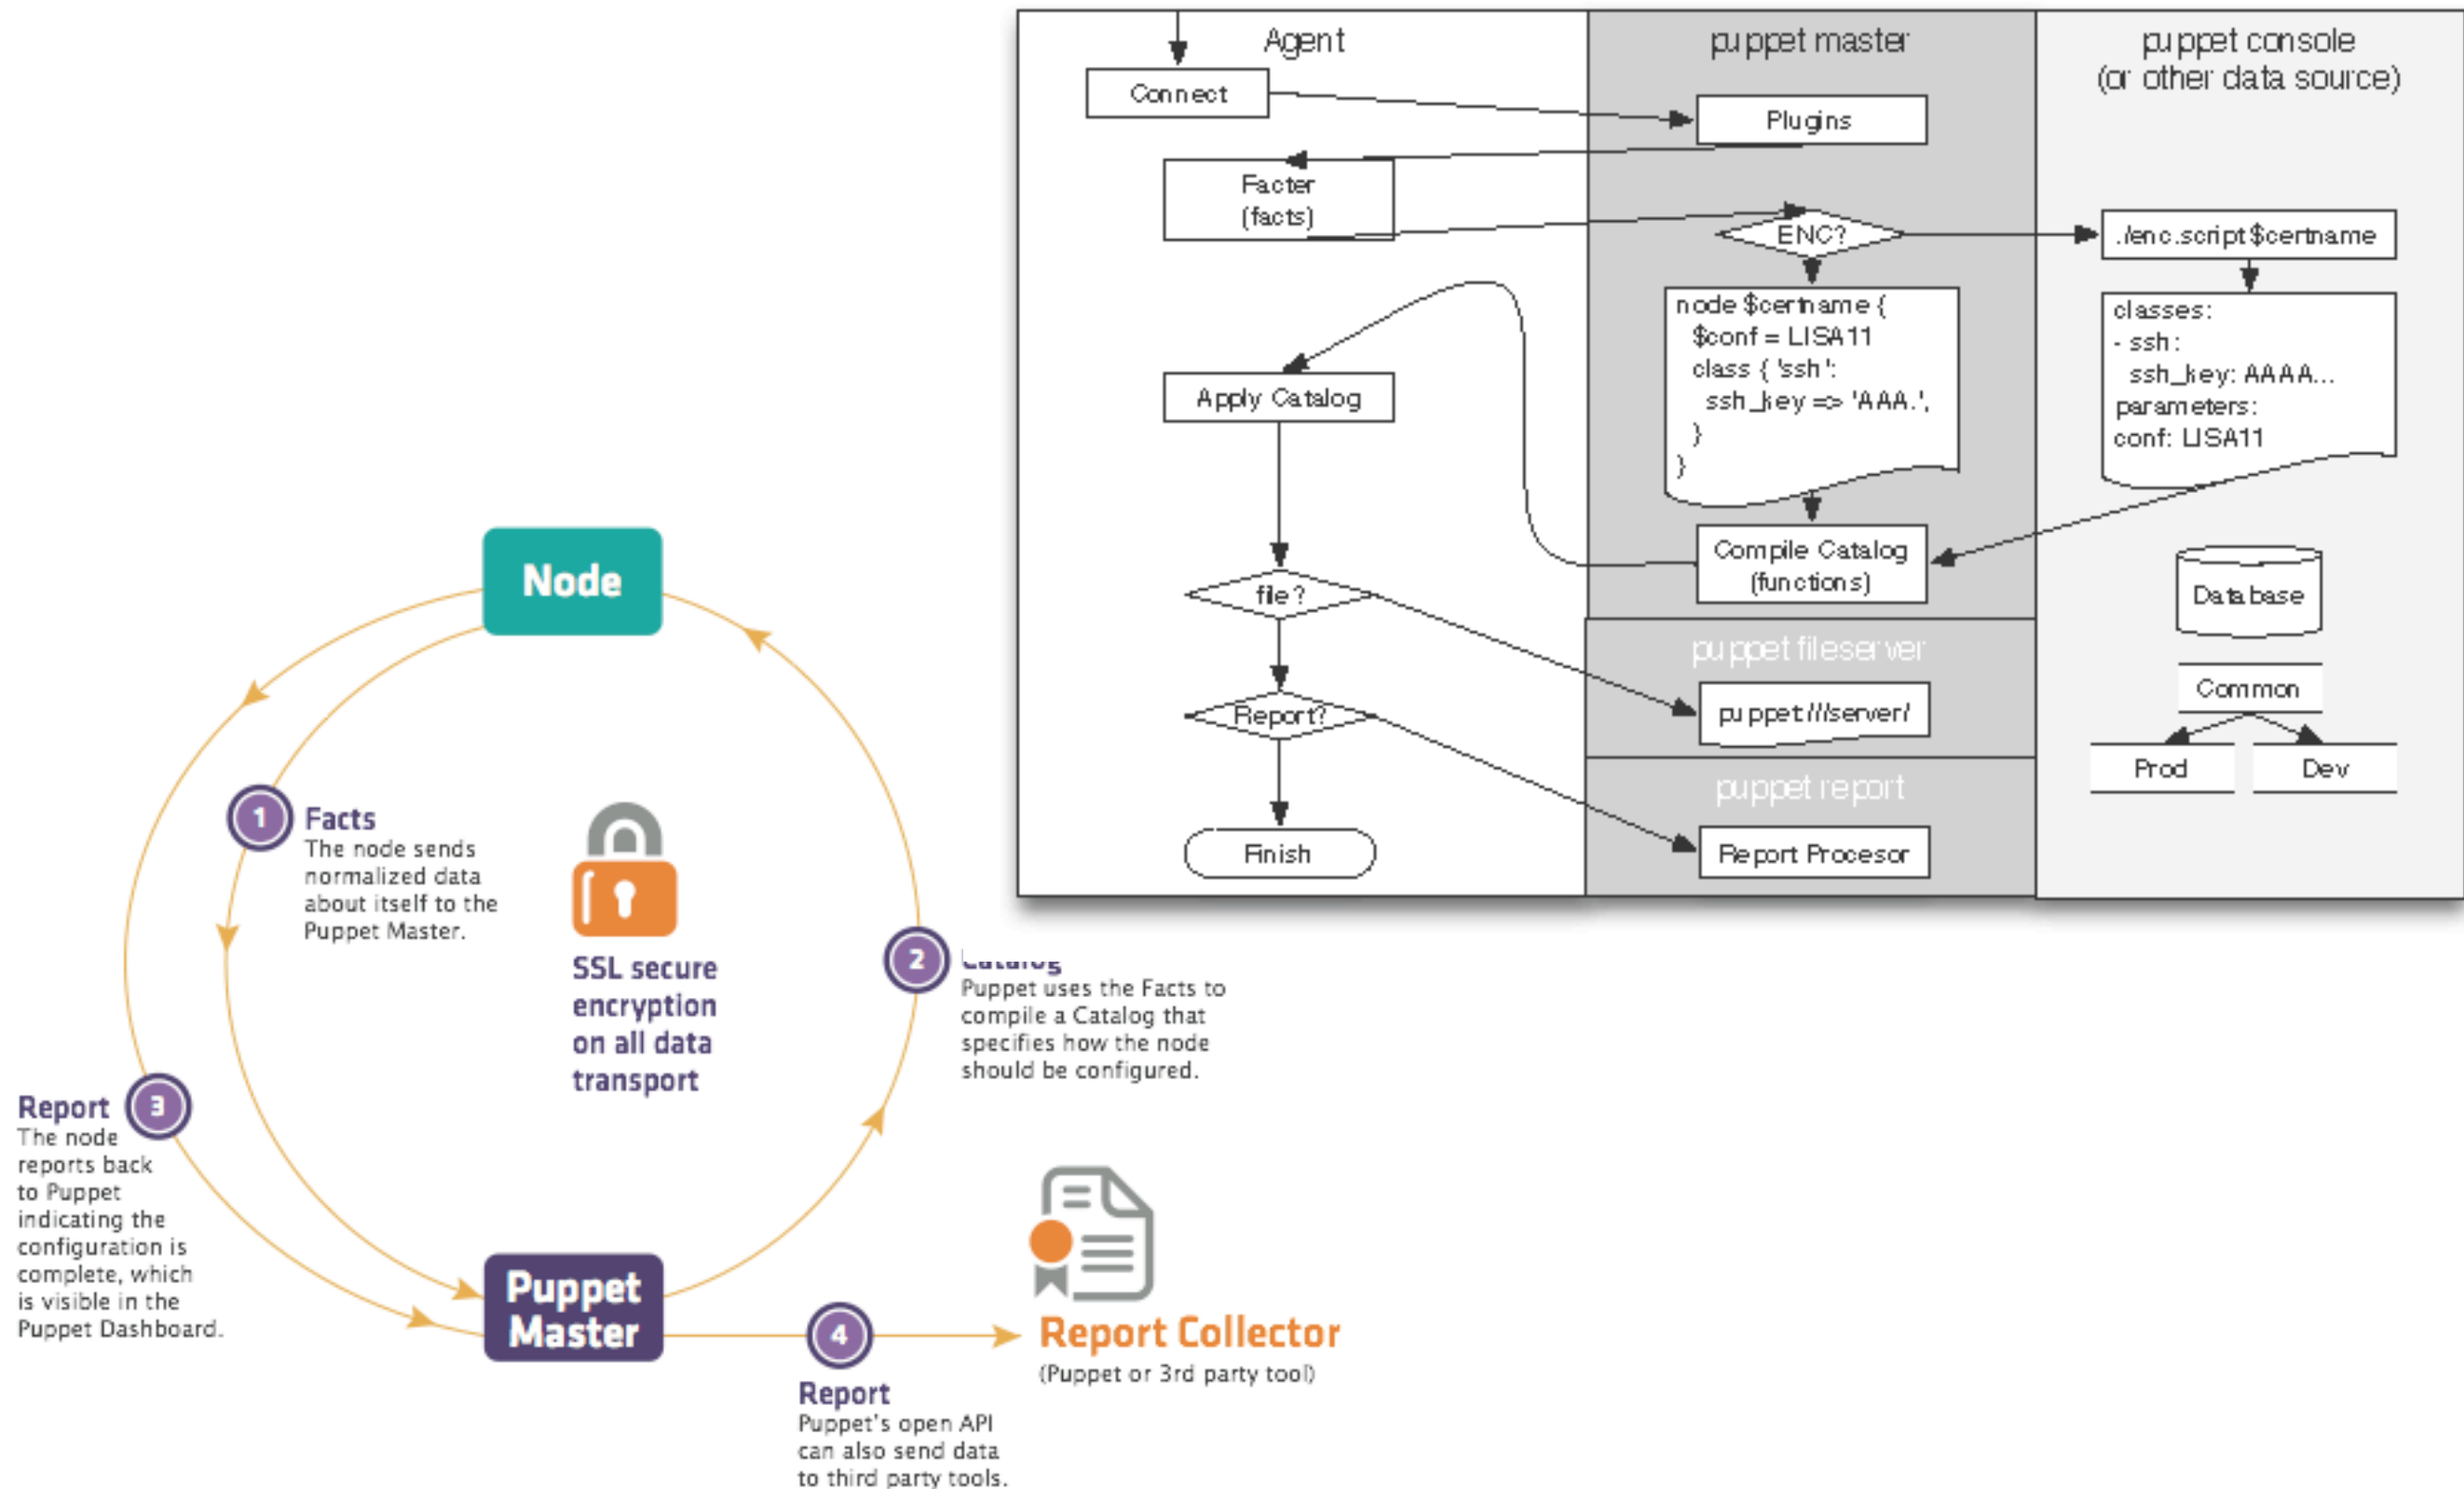 Agent
Connect
Facter
(facts)
Apply Catalog
file?
Report?
Finish
puppet master
Plugins
ENC?
node $certname {
$conf = LISA11
class { 'ssh':
ssh_key => 'AAA.',
}
}
Compile Catalog
(functions)
puppet fileserver
puppet:///server/
puppet report
Report Procesor
puppet console
(or other data source)
./enc.script $certname
classes:
- ssh:
ssh_key: AAAA...
parameters:
conf: LISA11
Database
Common
Prod
Dev
Node
1
Facts
The node sends
normalized data
about itself to the
Puppet Master.
SSL secure
encryption
on all data
transport
2
Catalog
Puppet uses the Facts to
compile a Catalog that
specifies how the node
should be configured.
Report
3
The node
reports back
to Puppet
indicating the
configuration is
complete, which
is visible in the
Puppet Dashboard.
Puppet
Master
4
Report
Puppet's open API
can also send data
to third party tools.
Report Collector
(Puppet or 3rd party tool)